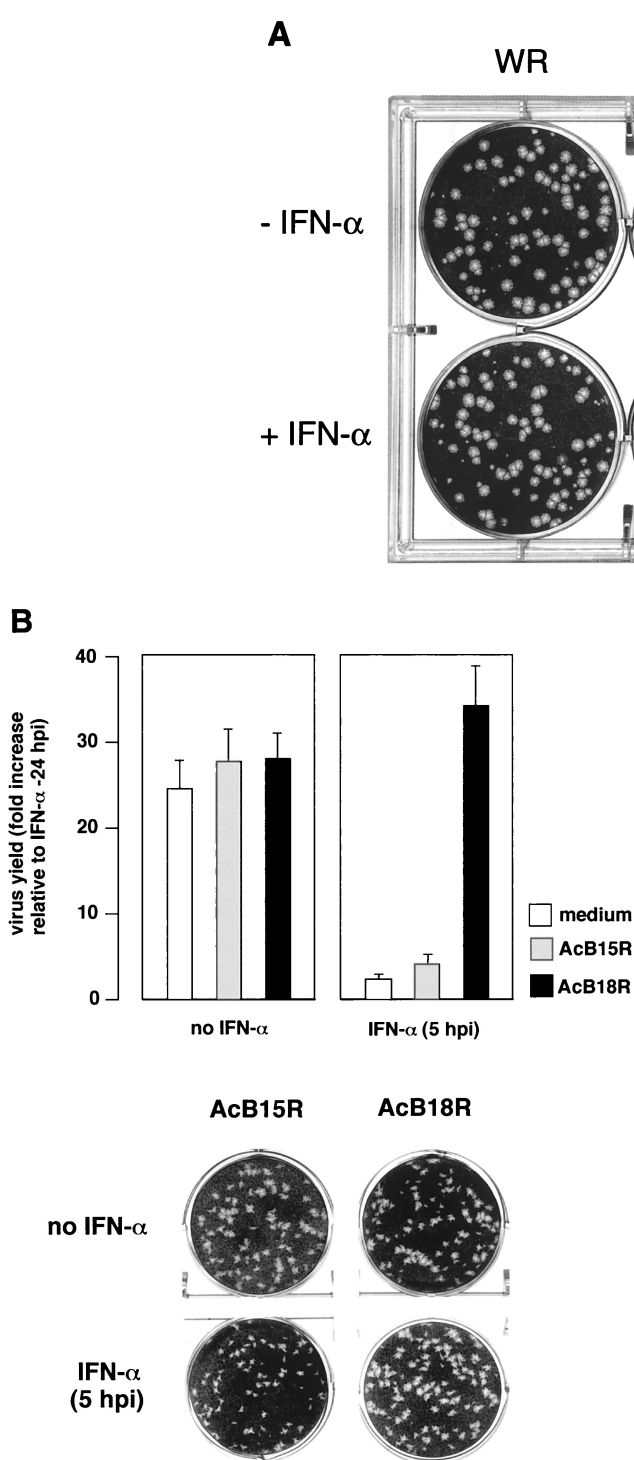 A
WR
- IFN-α
+ IFN-α
B
virus yield (fold increase
relative to IFN-α -24 hpi)
40
30
20
10
0
no IFN-α
IFN-α (5 hpi)
medium
AcB15R
AcB18R
AcB15R
AcB18R
no IFN-α
IFN-α
(5 hpi)